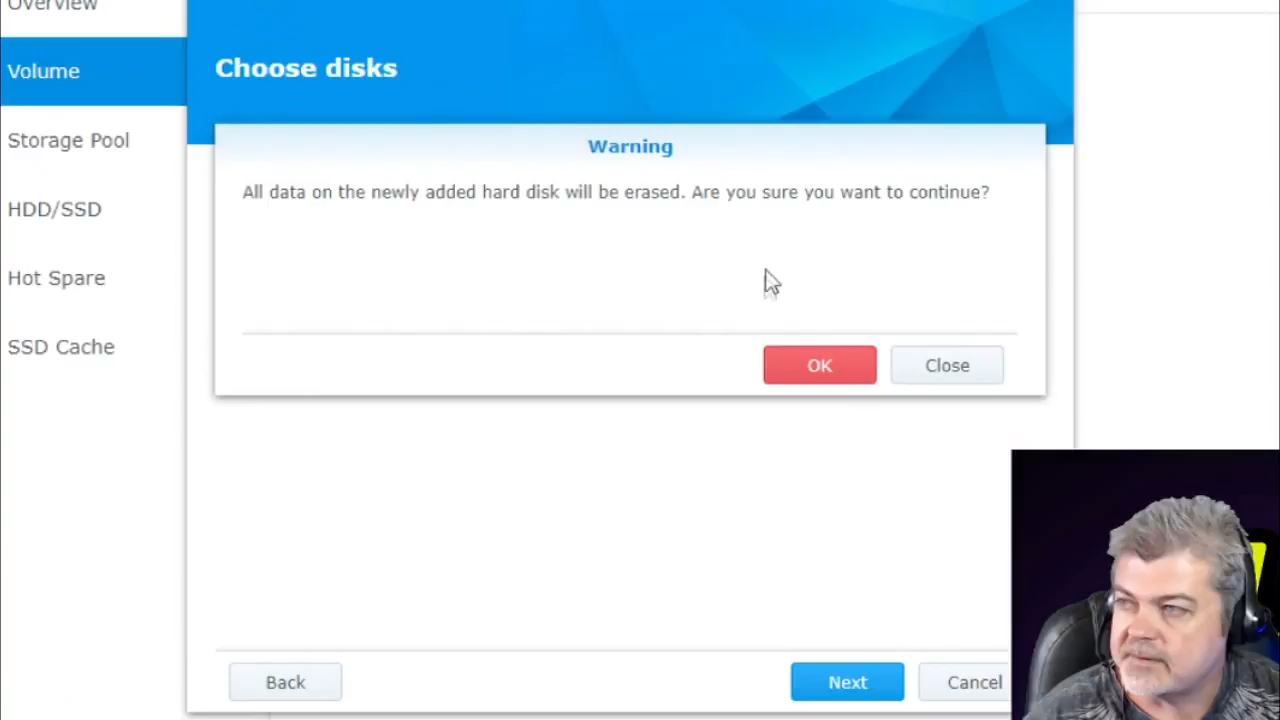 Overview
Volume
Storage Pool
HDD/SSD
Hot Spare
SSD Cache
Choose disks
Warning
All data on the newly added hard disk will be erased. Are you sure you want to continue?
OK
Close
Back
Next
Cancel